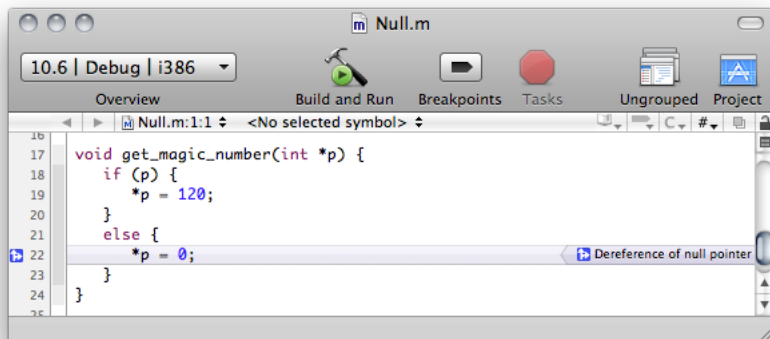 Null.m
10.6 | Debug | i386
Overview
Build and Run
Breakpoints
Tasks
Ungrouped
Project
Null.m:1:1
<No selected symbol>
C
#
16
17 void get_magic_number(int *p) {
18 if (p) {
19 *p = 120;
20 }
21 else {
22 *p = 0; Dereference of null pointer
23 }
24 }
25